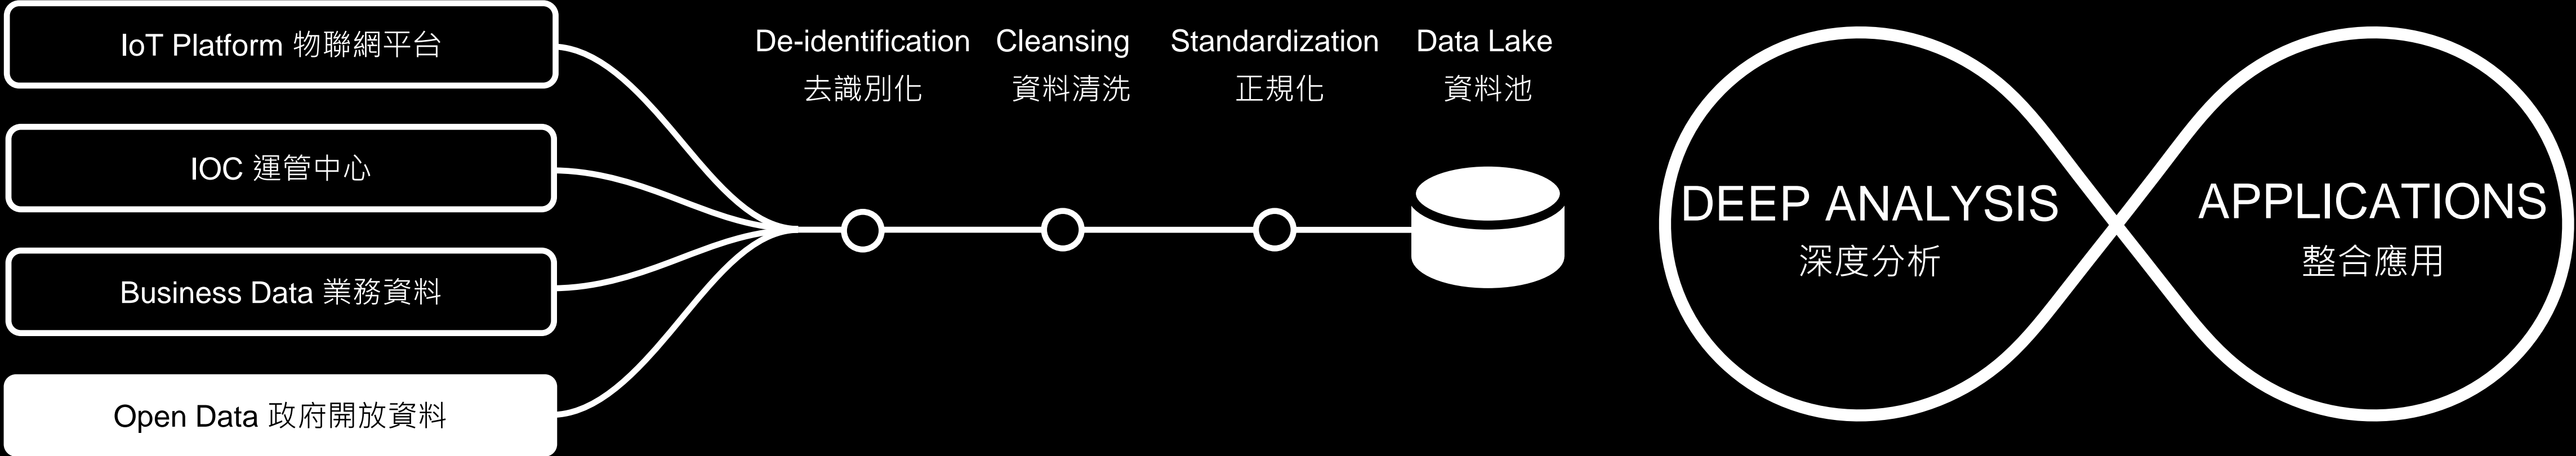 IoT Platform 物聯網平台
IOC 運管中心
Business Data 業務資料
Open Data 政府開放資料
De-identification
去識別化
Cleansing
資料清洗
Standardization
正規化
Data Lake
資料池
DEEP ANALYSIS
深度分析
APPLICATIONS
整合應用